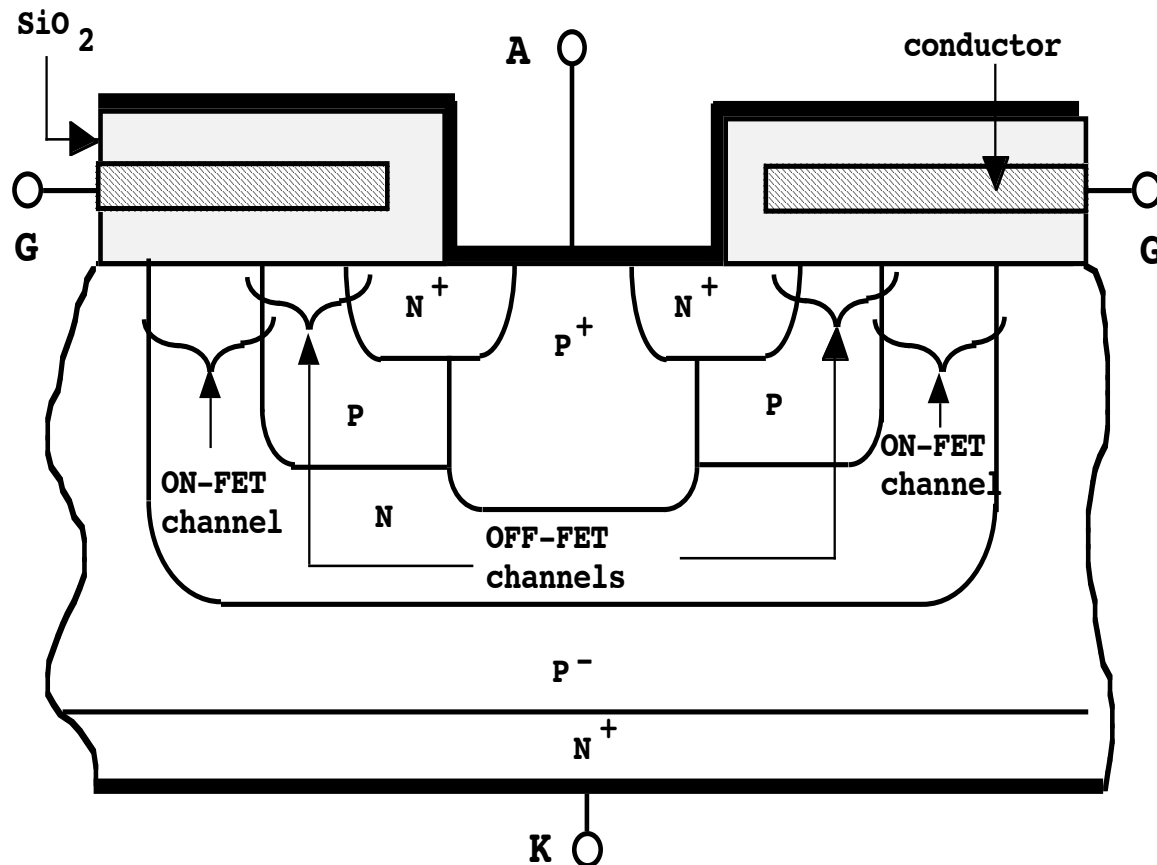 SiO2
A
conductor
G
G
N+
N+
P+
P
P
ON-FET
channel
ON-FET
channel
N
OFF-FET
channels
P-
N+
K